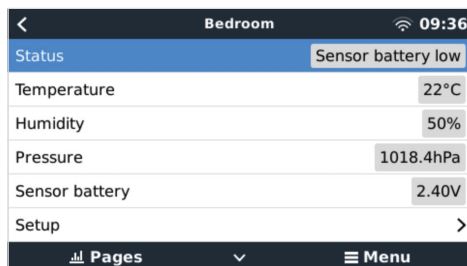 Bedroom 09:36
Status Sensor battery low
Temperature 22°C
Humidity 50%
Pressure 1018.4hPa
Sensor battery 2.40V
Setup
Pages Menu